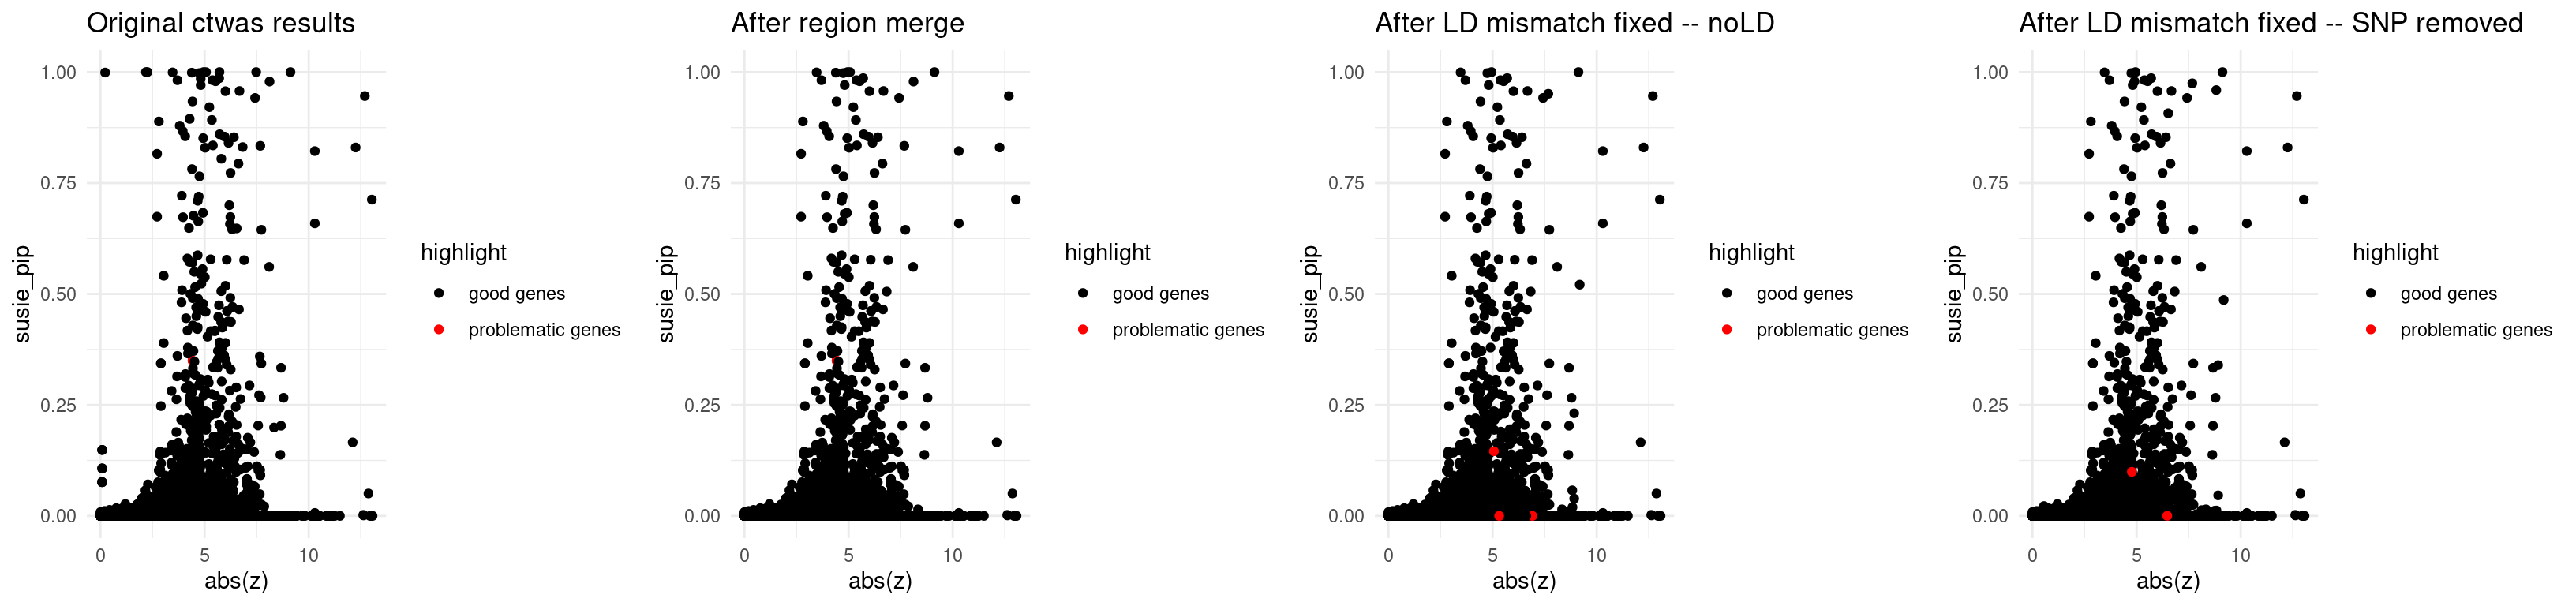 Original ctwas results
susie_pip
1.00
0.75
0.50
0.25
0.00
0
5
10
abs(z)
highlight
good genes
problematic genes
After region merge
susie_pip
1.00
0.75
0.50
0.25
0.00
0
5
10
abs(z)
highlight
good genes
problematic genes
After LD mismatch fixed -- noLD
susie_pip
1.00
0.75
0.50
0.25
0.00
0
5
10
abs(z)
highlight
good genes
problematic genes
After LD mismatch fixed -- SNP removed
susie_pip
1.00
0.75
0.50
0.25
0.00
0
5
10
abs(z)
highlight
good genes
problematic genes